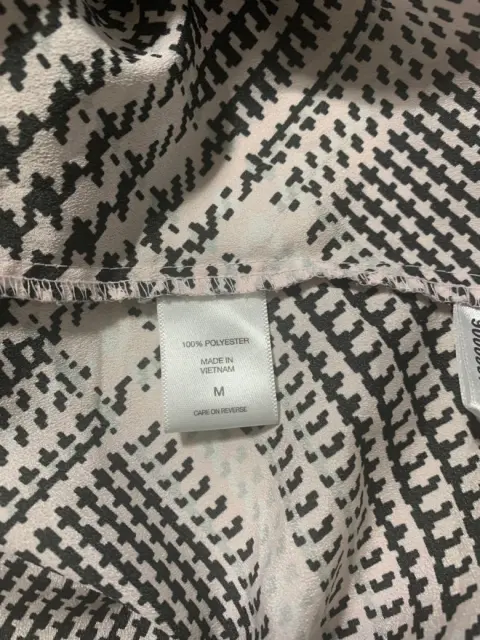 100% POLYESTER
MADE IN
VIETNAM
M
CARE ON REVERSE